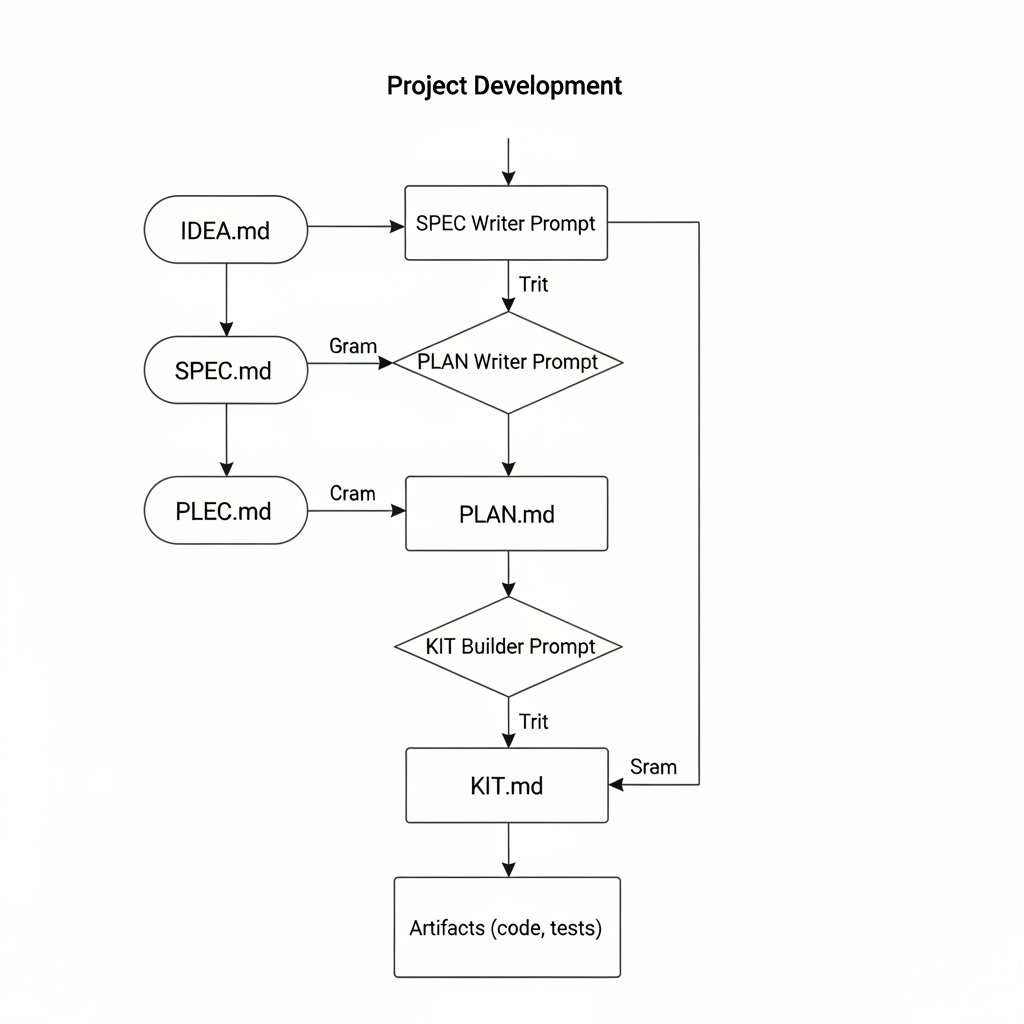 Project Development
IDEA.md
SPEC Writer Prompt
Trit
SPEC.md
Gram
PLAN Writer Prompt
PLEC.md
Cram
PLAN.md
KIT Builder Prompt
Trit
KIT.md
Sram
Artifacts (code, tests)